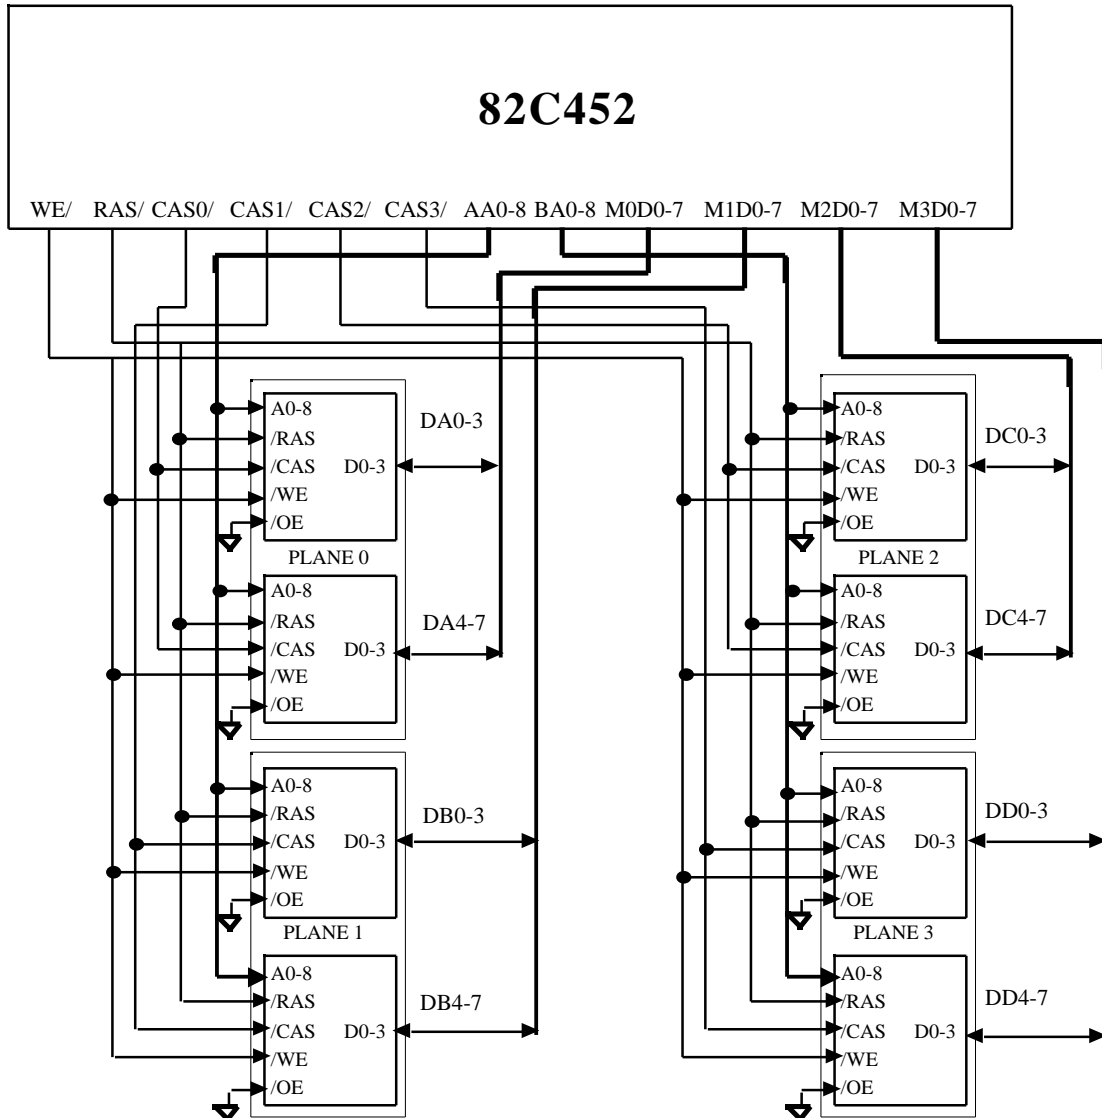 82C452
WE/ RAS/ CAS0/ CAS1/ CAS2/ CAS3/ AA0-8 BA0-8 M0D0-7 M1D0-7 M2D0-7 M3D0-7
A0-8
/RAS
/CAS D0-3
/WE
/OE
DA0-3
PLANE 0
A0-8
/RAS
/CAS D0-3
/WE
/OE
DA4-7
A0-8
/RAS
/CAS D0-3
/WE
/OE
DB0-3
PLANE 1
A0-8
/RAS
/CAS D0-3
/WE
/OE
DB4-7
A0-8
/RAS
/CAS D0-3
/WE
/OE
DC0-3
PLANE 2
A0-8
/RAS
/CAS D0-3
/WE
/OE
DC4-7
A0-8
/RAS
/CAS D0-3
/WE
/OE
DD0-3
PLANE 3
A0-8
/RAS
/CAS D0-3
/WE
/OE
DD4-7